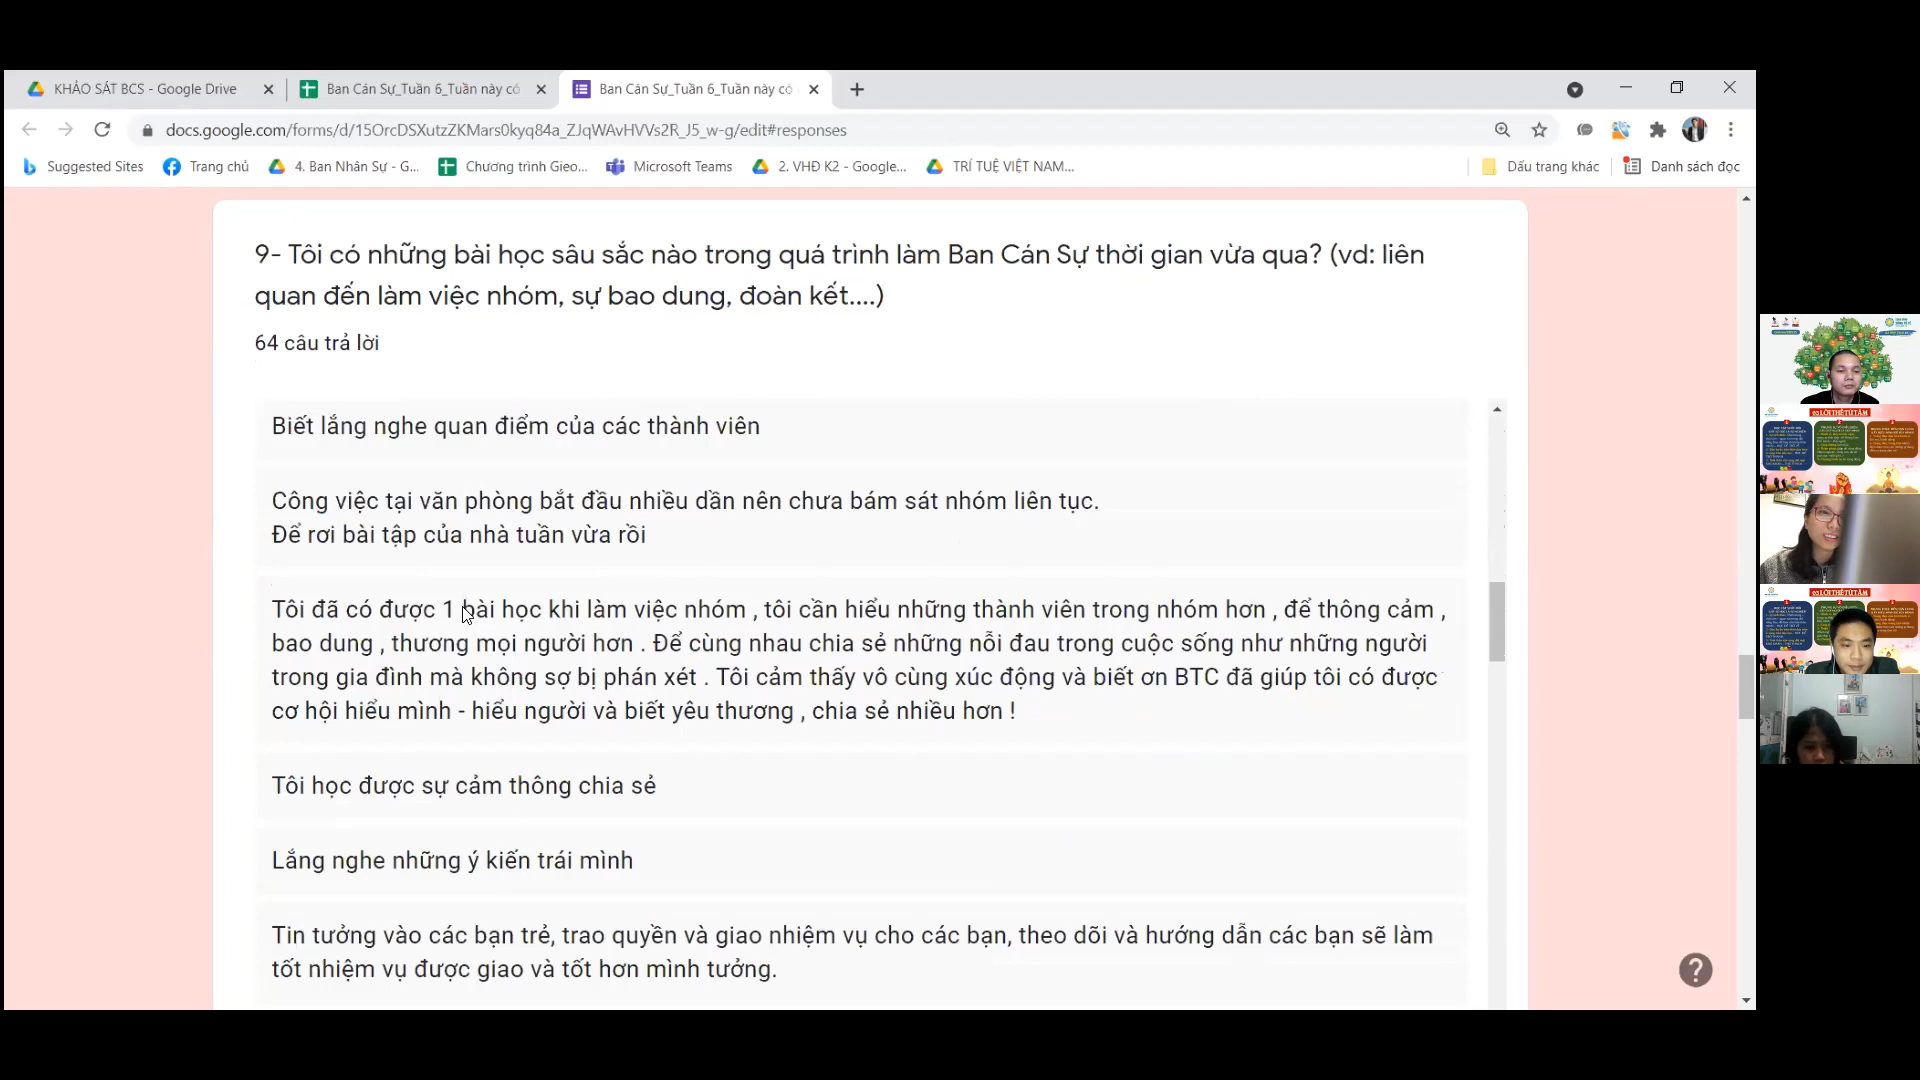 KHẢO SÁT BCS - Google Drive
Ban Cán Sự_Tuần 6_Tuần này có
Ban Cán Sự_Tuần 6_Tuần này có
docs.google.com/forms/d/15OrcDSXutzZKMars0kyq84a_ZJqWAvHVVs2R_J5_w-g/edit#responses
Suggested Sites
Trang chủ
4. Ban Nhân Sự - G...
Chương trình Gieo...
Microsoft Teams
2. VHĐ K2 - Google...
TRÍ TUỆ VIỆT NAM...
Dấu trang khác
Danh sách đọc
9- Tôi có những bài học sâu sắc nào trong quá trình làm Ban Cán Sự thời gian vừa qua? (vd: liên
quan đến làm việc nhóm, sự bao dung, đoàn kết....)
64 câu trả lời
Biết lắng nghe quan điểm của các thành viên
Công việc tại văn phòng bắt đầu nhiều dần nên chưa bám sát nhóm liên tục.
Để rơi bài tập của nhà tuần vừa rồi
Tôi đã có được 1 bài học khi làm việc nhóm , tôi cần hiểu những thành viên trong nhóm hơn , để thông cảm ,
bao dung , thương mọi người hơn . Để cùng nhau chia sẻ những nỗi đau trong cuộc sống như những người
trong gia đình mà không sợ bị phán xét . Tôi cảm thấy vô cùng xúc động và biết ơn BTC đã giúp tôi có được
cơ hội hiểu mình - hiểu người và biết yêu thương , chia sẻ nhiều hơn !
Tôi học được sự cảm thông chia sẻ
Lắng nghe những ý kiến trái mình
Tin tưởng vào các bạn trẻ, trao quyền và giao nhiệm vụ cho các bạn, theo dõi và hướng dẫn các bạn sẽ làm
tốt nhiệm vụ được giao và tốt hơn mình tưởng.
03 LỜI THỀ TỪ TÂM
03 LỜI THỀ TỪ TÂM